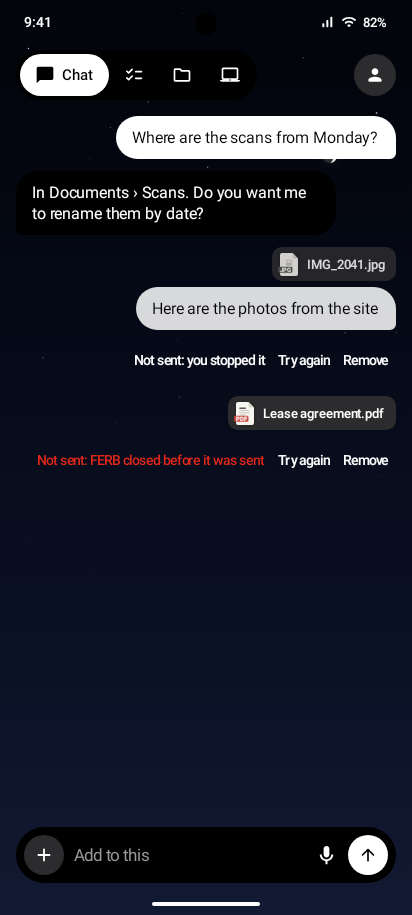 9:41
82%
Chat
Where are the scans from Monday?
In Documents › Scans. Do you want me
to rename them by date?
JPG
IMG_2041.jpg
Here are the photos from the site
Not sent: you stopped it Try again Remove
PDF
Lease agreement.pdf
Not sent: FERB closed before it was sent Try again Remove
Add to this